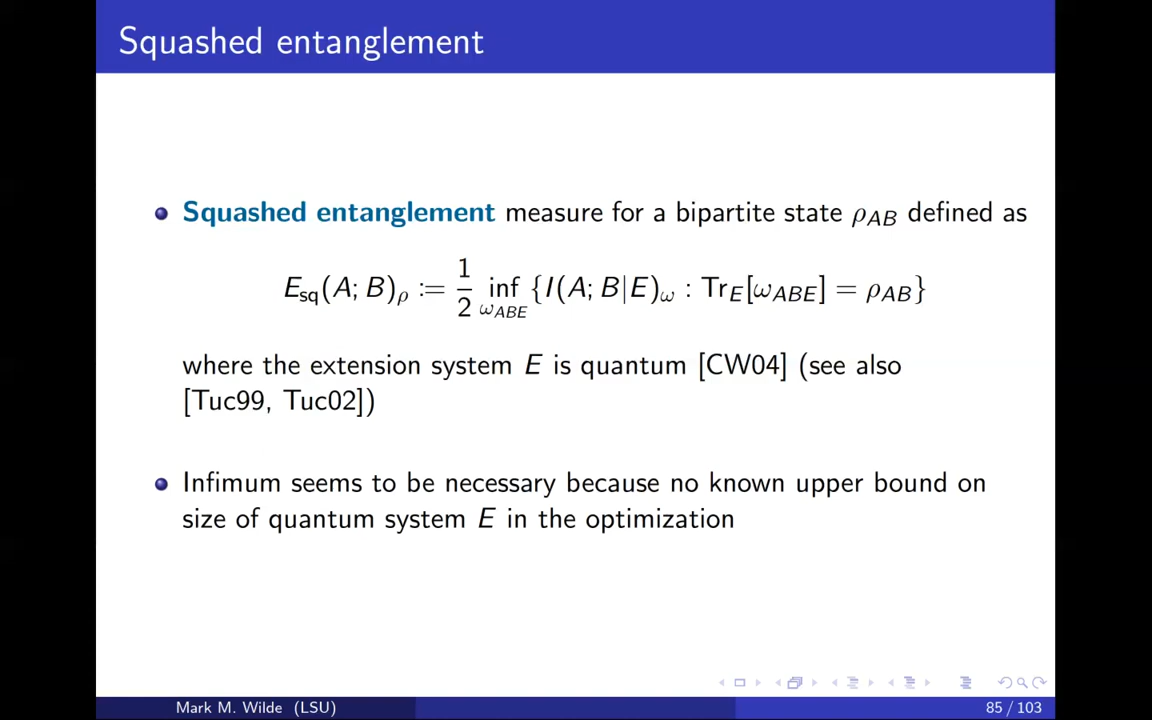 Squashed entanglement
Squashed entanglement measure for a bipartite state ρ_AB defined as
E_sq(A; B)_ρ := 1/2 inf_{ω_ABE} {I(A; B|E)_ω : Tr_E[ω_ABE] = ρ_AB}
where the extension system E is quantum [CW04] (see also
[Tuc99, Tuc02])
Infimum seems to be necessary because no known upper bound on
size of quantum system E in the optimization
Mark M. Wilde (LSU)
85 / 103